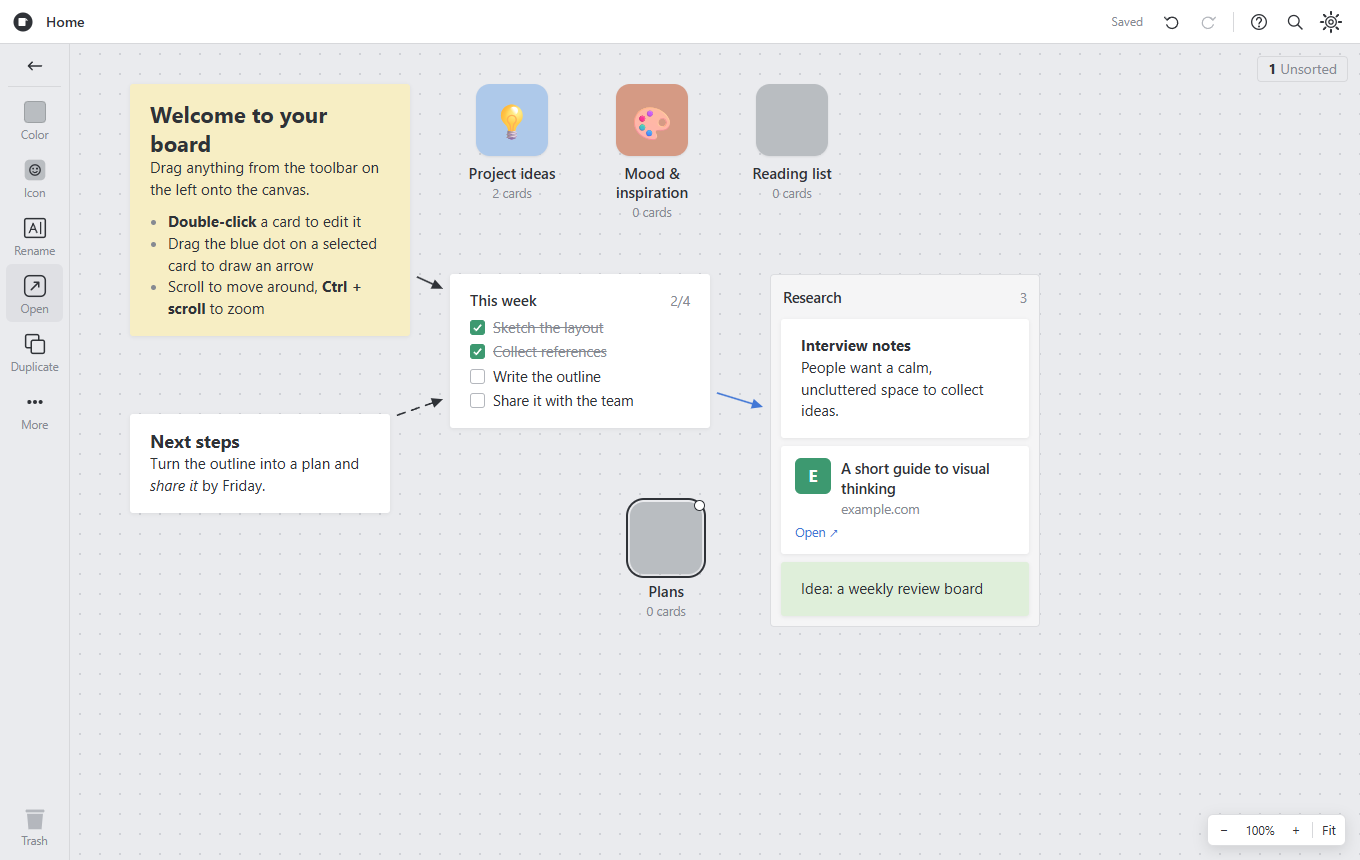 Home
Saved
1 Unsorted
Color
Icon
Rename
Open
Duplicate
More
Trash
Welcome to your
board
Drag anything from the toolbar on
the left onto the canvas.
Double-click a card to edit it
Drag the blue dot on a selected
card to draw an arrow
Scroll to move around, Ctrl +
scroll to zoom
Next steps
Turn the outline into a plan and
share it by Friday.
Project ideas
2 cards
Mood &
inspiration
0 cards
Reading list
0 cards
This week 2/4
Sketch the layout
Collect references
Write the outline
Share it with the team
Plans
0 cards
Research 3
Interview notes
People want a calm,
uncluttered space to collect
ideas.
E
A short guide to visual
thinking
example.com
Open ↗
Idea: a weekly review board
− 100% + Fit